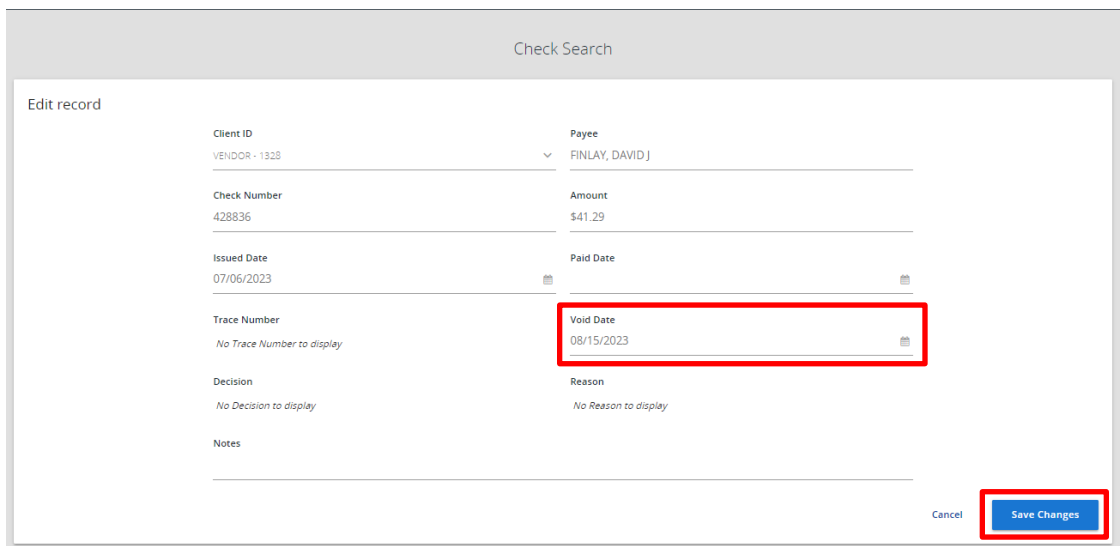 Check Search
Edit record
Client ID
VENDOR - 1328
Payee
FINLAY, DAVID J
Check Number
428836
Amount
$41.29
Issued Date
07/06/2023
Paid Date
Trace Number
No Trace Number to display
Void Date
08/15/2023
Decision
No Decision to display
Reason
No Reason to display
Notes
Cancel
Save Changes